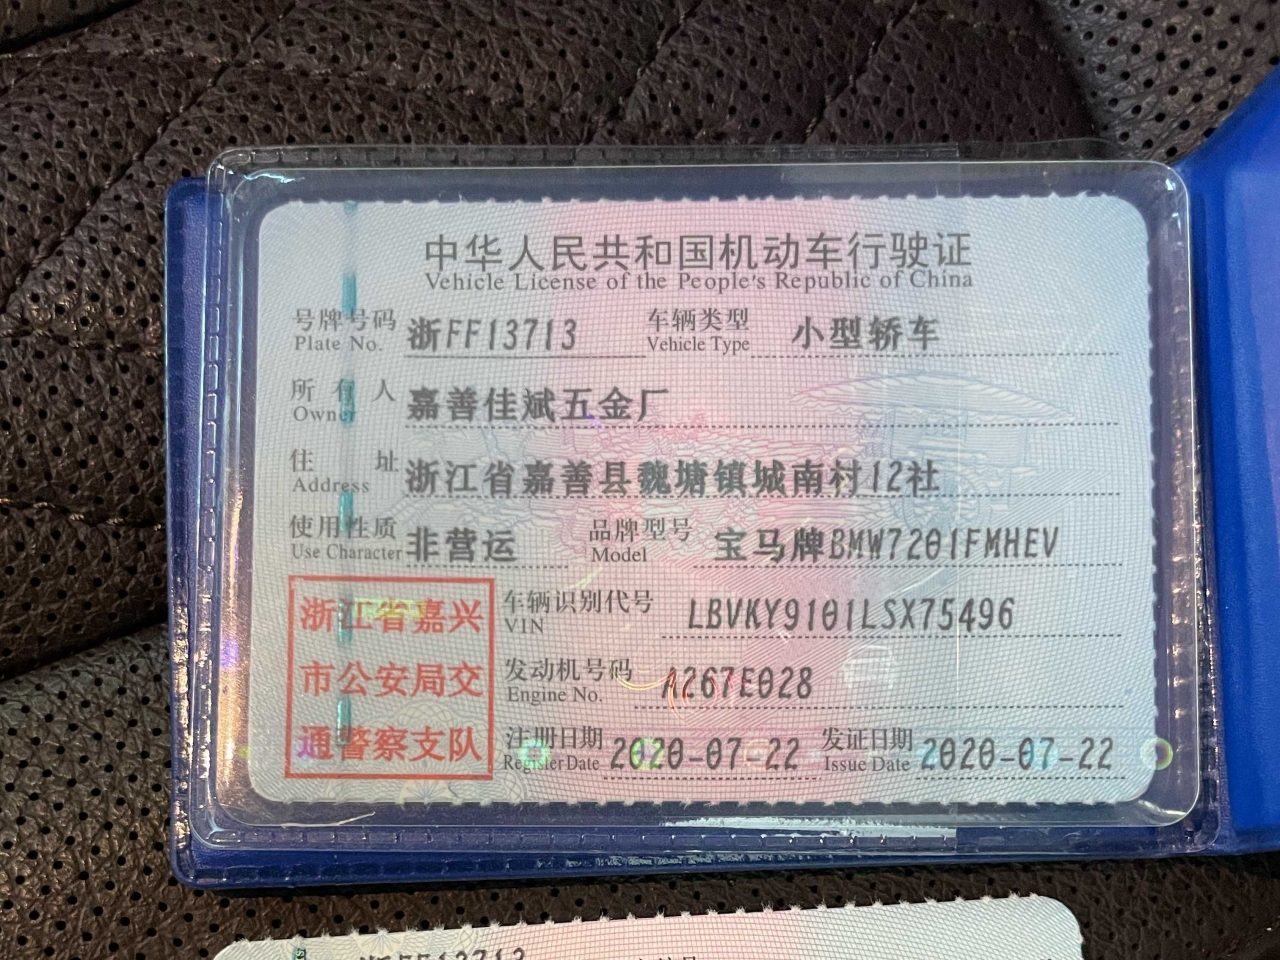 中华人民共和国机动车行驶证
Vehicle License of the People's Republic of China
号牌号码 浙FF13713 车辆类型 小型轿车
Plate No. Vehicle Type
所有人 嘉善佳斌五金厂
Owner
住址 浙江省嘉善县魏塘镇城南村12社
Address
使用性质 非营运 品牌型号 宝马牌BMW7201FMHEV
Use Character Model
浙江省嘉兴
市公安局交
通警察支队
车辆识别代号 LBVKY9101LSX75496
VIN
发动机号码 A267E028
Engine No.
注册日期 2020-07-22 发证日期 2020-07-22
Register Date Issue Date
浙FF13713